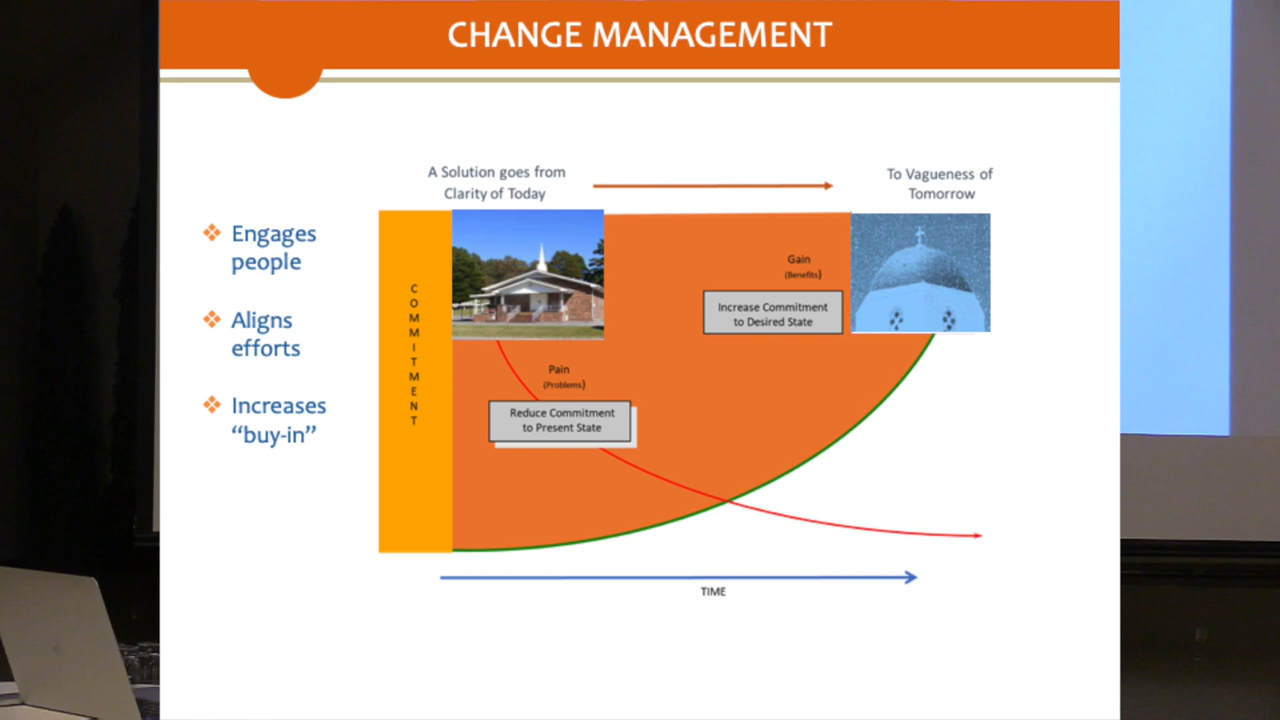 CHANGE MANAGEMENT
A Solution goes from
Clarity of Today
To Vagueness of
Tomorrow
Engages
people
Aligns
efforts
Increases
“buy-in”
COMMITMENT
Gain
(Benefits)
Increase Commitment
to Desired State
Pain
(Problems)
Reduce Commitment
to Present State
TIME